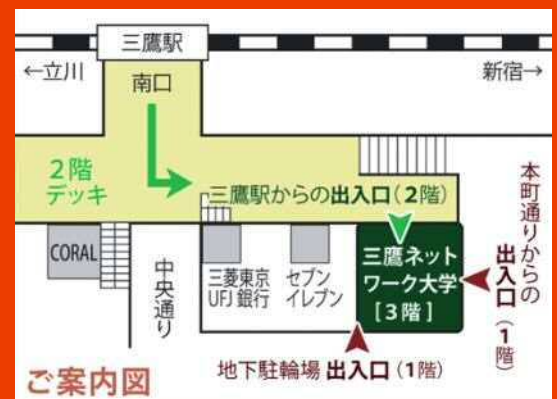 三鷹駅
←立川
南口
新宿→
2階
デッキ
三鷹駅からの出入口(2階)
CORAL
中央通り
三菱東京
UFJ銀行
セブン
イレブン
三鷹ネット
ワーク大学
[3階]
本町通りからの
出入口(1階)
地下駐輪場 出入口(1階)
ご案内図